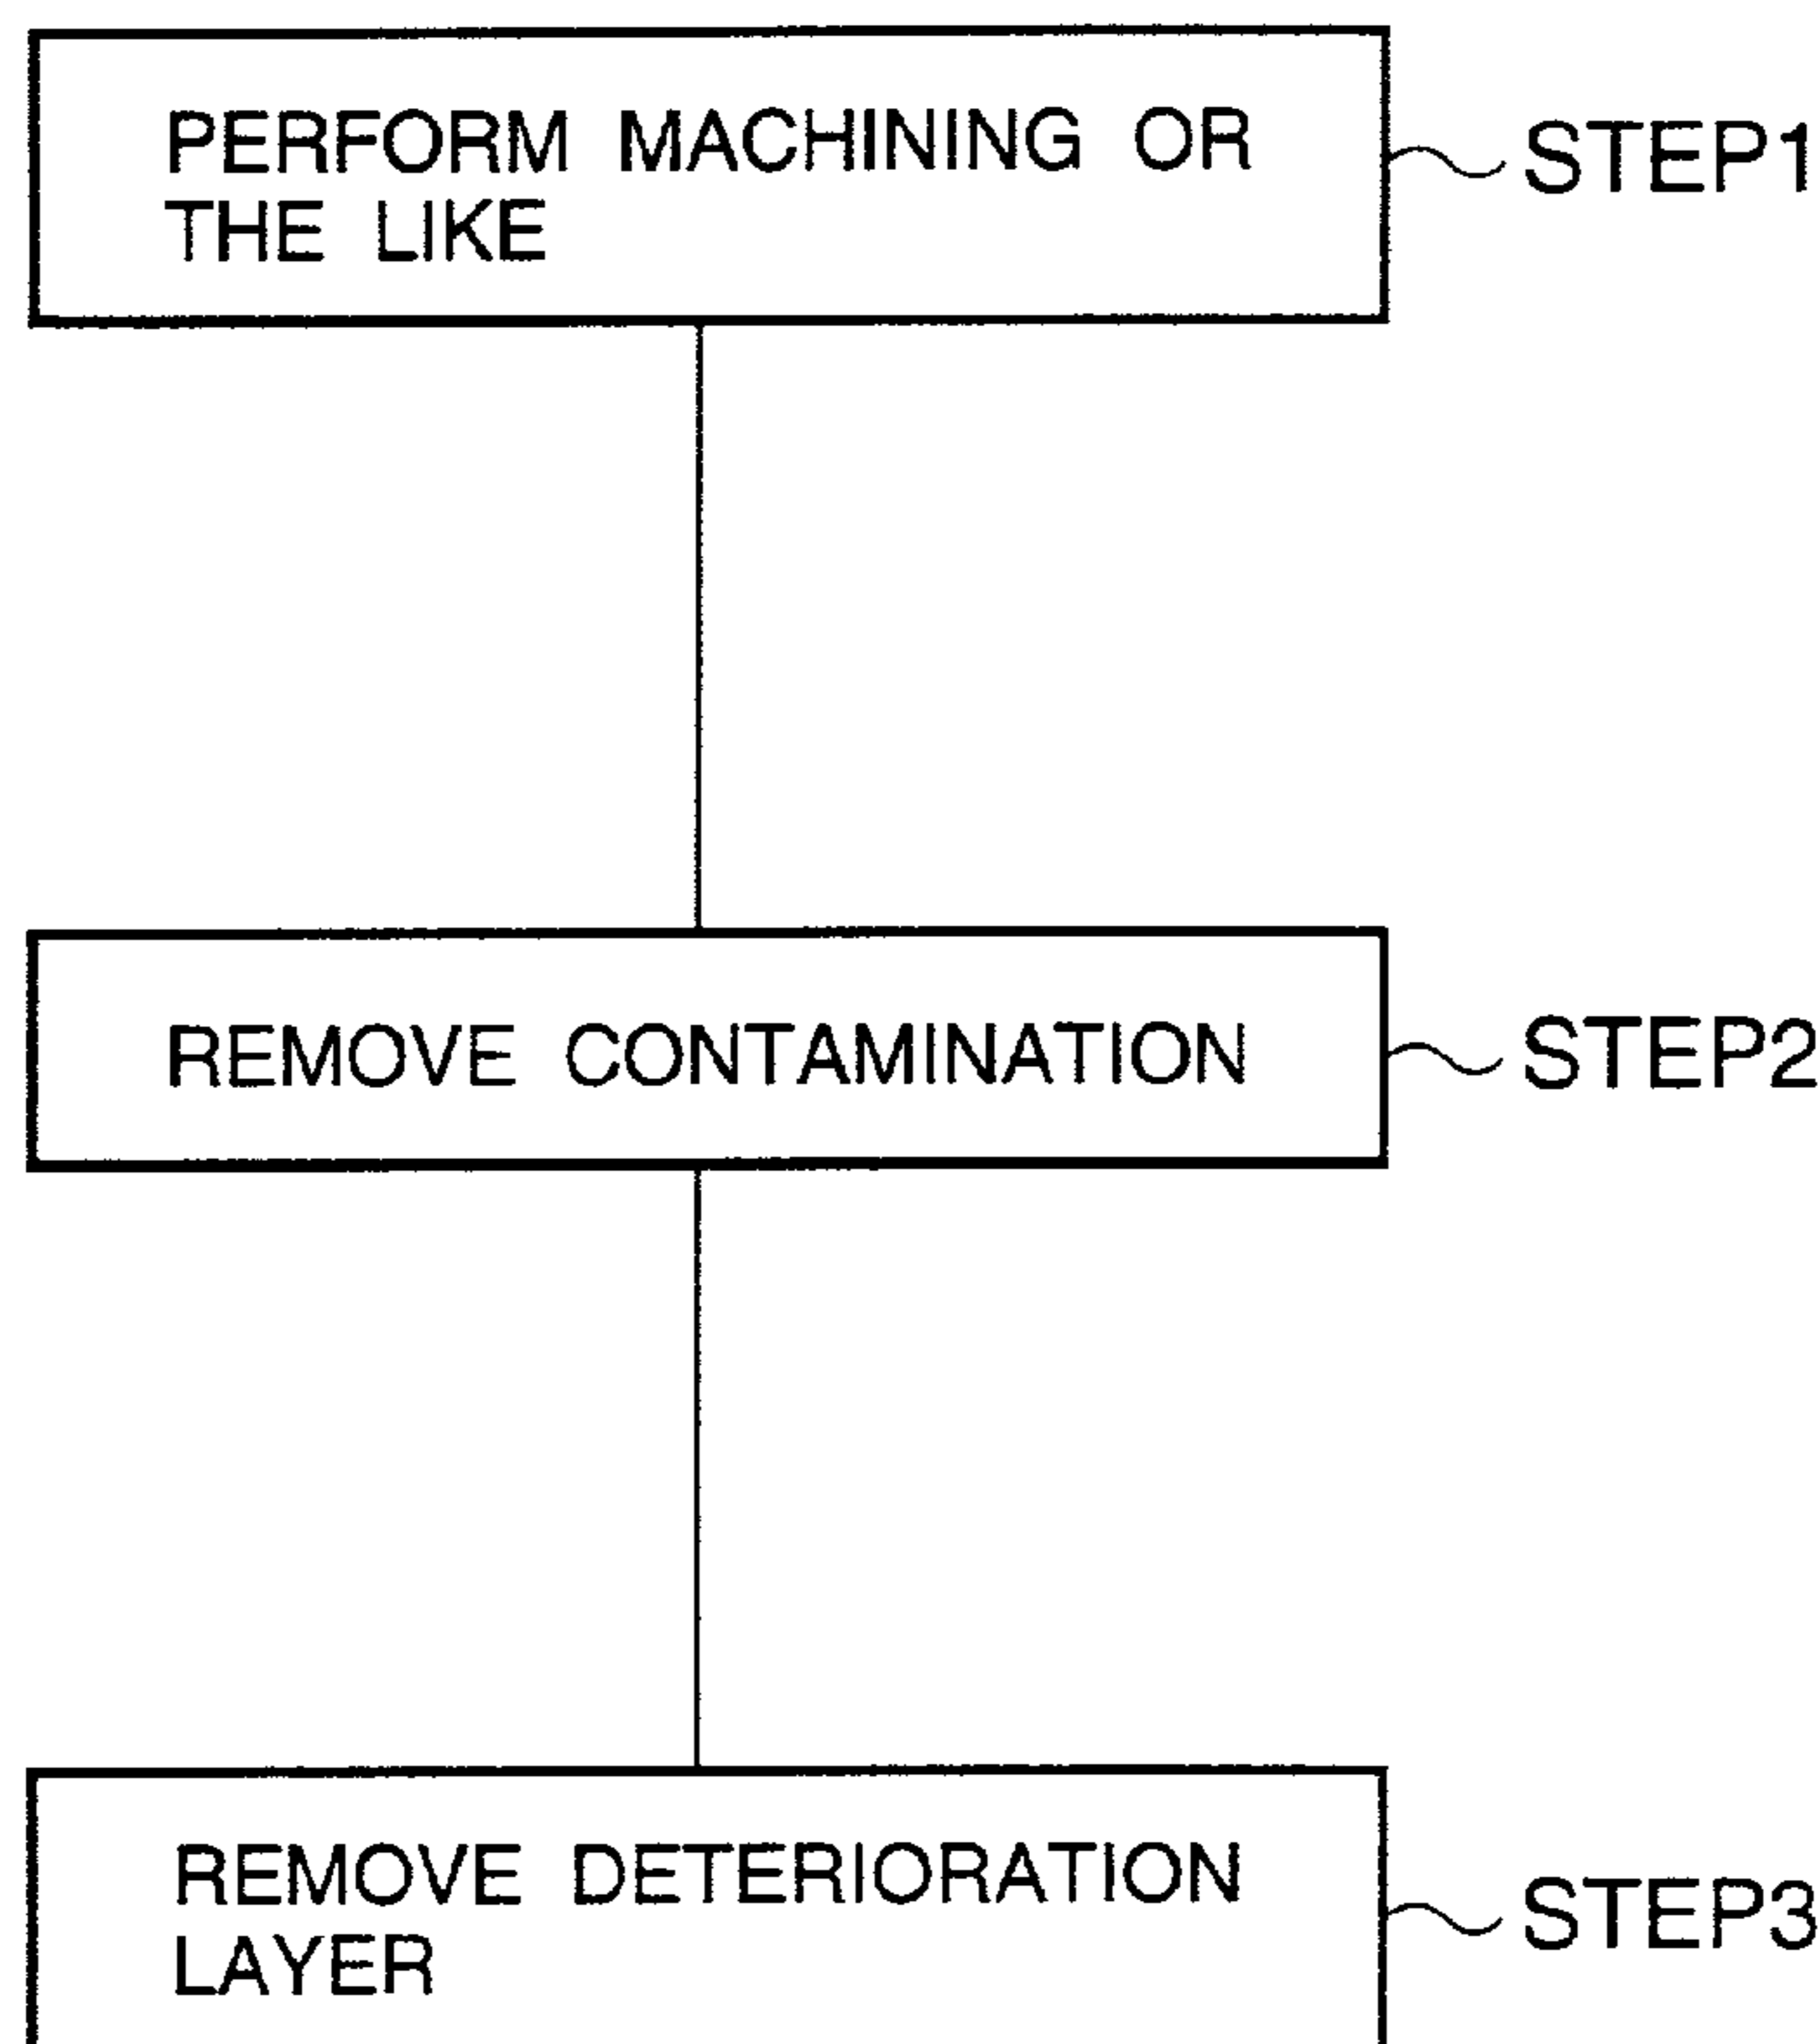 PERFORM MACHINING OR
THE LIKE
STEP1
REMOVE CONTAMINATION
STEP2
REMOVE DETERIORATION
LAYER
STEP3